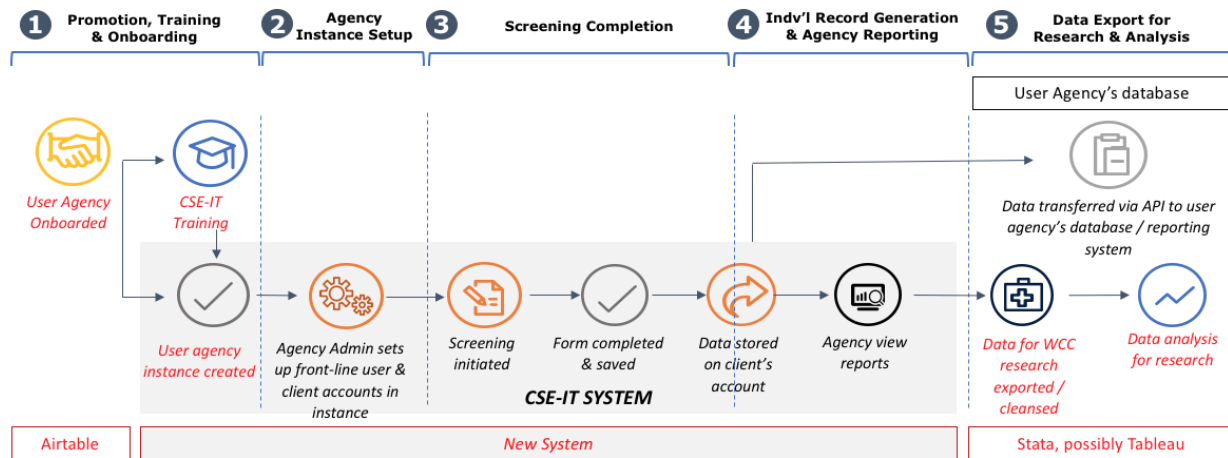 1
Promotion, Training
& Onboarding
2
Agency
Instance Setup
3
Screening Completion
4
Indv'l Record Generation
& Agency Reporting
5
Data Export for
Research & Analysis
User Agency's database
User Agency
Onboarded
CSE-IT
Training
Data transferred via API to user
agency's database / reporting
system
User agency
instance created
Agency Admin sets
up front-line user &
client accounts in
instance
Screening
initiated
Form completed
& saved
Data stored
on client's
account
Agency view
reports
Data for WCC
research
exported /
cleansed
Data analysis
for research
CSE-IT SYSTEM
Airtable
New System
Stata, possibly Tableau